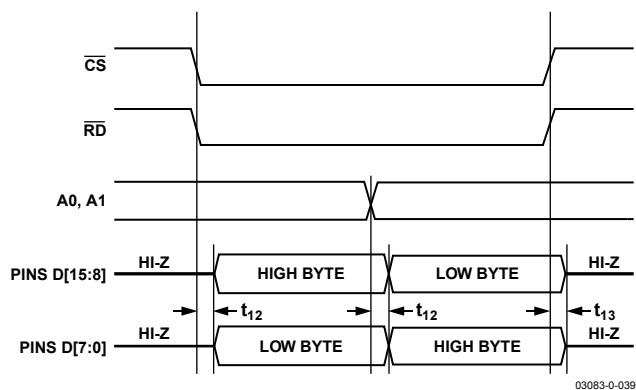 CS
RD
A0, A1
PINS D[15:8] HI-Z HIGH BYTE LOW BYTE HI-Z
t12 t12 t13
PINS D[7:0] HI-Z LOW BYTE HIGH BYTE HI-Z
03083-0-039